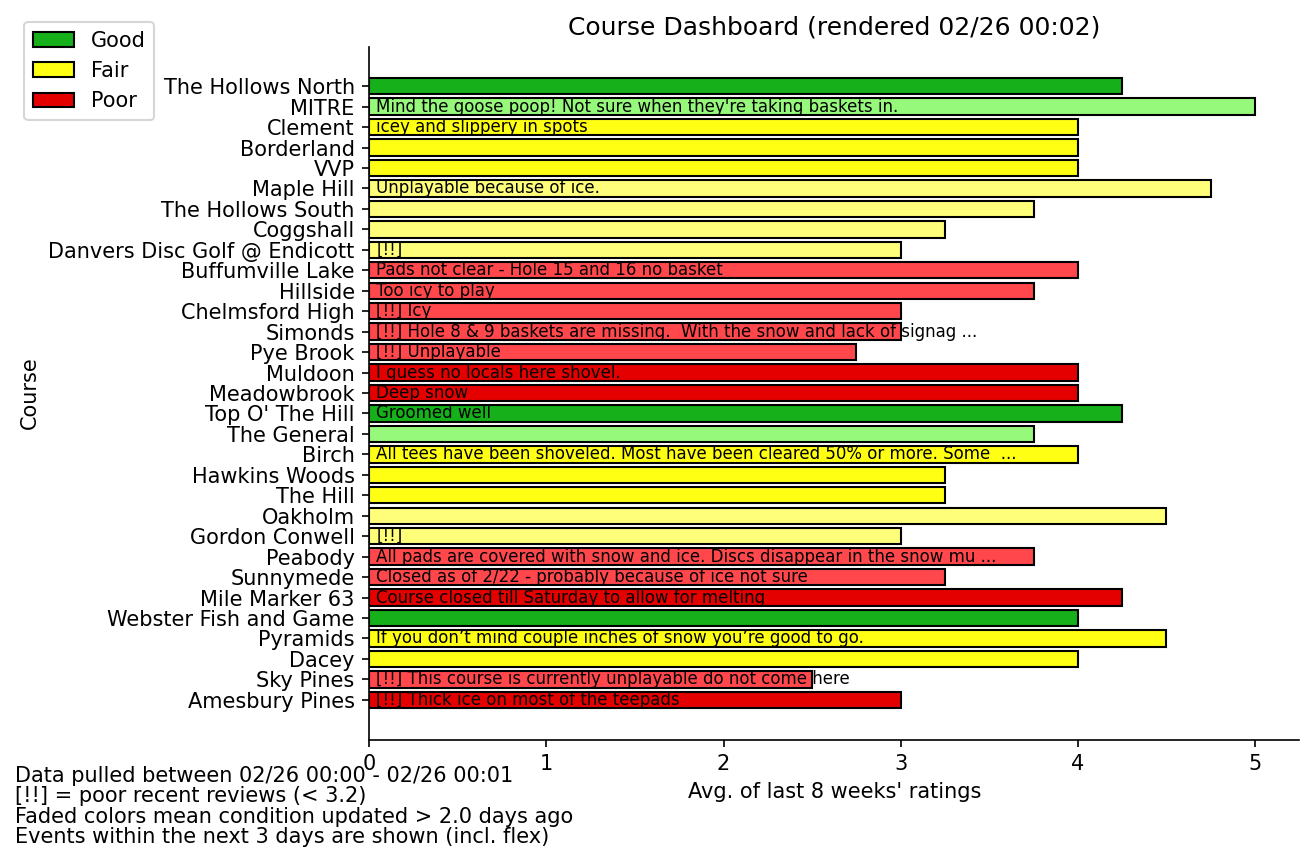 Course Dashboard (rendered 02/26 00:02)
Good
Fair
Poor
The Hollows North
MITRE Mind the goose poop! Not sure when they're taking baskets in.
Clement icey and slippery in spots
Borderland
VVP
Maple Hill Unplayable because of ice.
The Hollows South
Coggshall
Danvers Disc Golf @ Endicott [!!]
Buffumville Lake Pads not clear - Hole 15 and 16 no basket
Hillside Too icy to play
Chelmsford High [!!] Icy
Simonds [!!] Hole 8 & 9 baskets are missing.  With the snow and lack of signag ...
Pye Brook [!!] Unplayable
Muldoon I guess no locals here shovel.
Meadowbrook Deep snow
Top O' The Hill Groomed well
The General
Birch All tees have been shoveled. Most have been cleared 50% or more. Some  ...
Hawkins Woods
The Hill
Oakholm
Gordon Conwell [!!]
Peabody All pads are covered with snow and ice. Discs disappear in the snow mu ...
Sunnymede Closed as of 2/22 - probably because of ice not sure
Mile Marker 63 Course closed till Saturday to allow for melting
Webster Fish and Game
Pyramids If you don’t mind couple inches of snow you’re good to go.
Dacey
Sky Pines [!!] This course is currently unplayable do not come here
Amesbury Pines [!!] Thick ice on most of the teepads
Course
0 1 2 3 4 5
Avg. of last 8 weeks' ratings
Data pulled between 02/26 00:00 - 02/26 00:01
[!!] = poor recent reviews (< 3.2)
Faded colors mean condition updated > 2.0 days ago
Events within the next 3 days are shown (incl. flex)